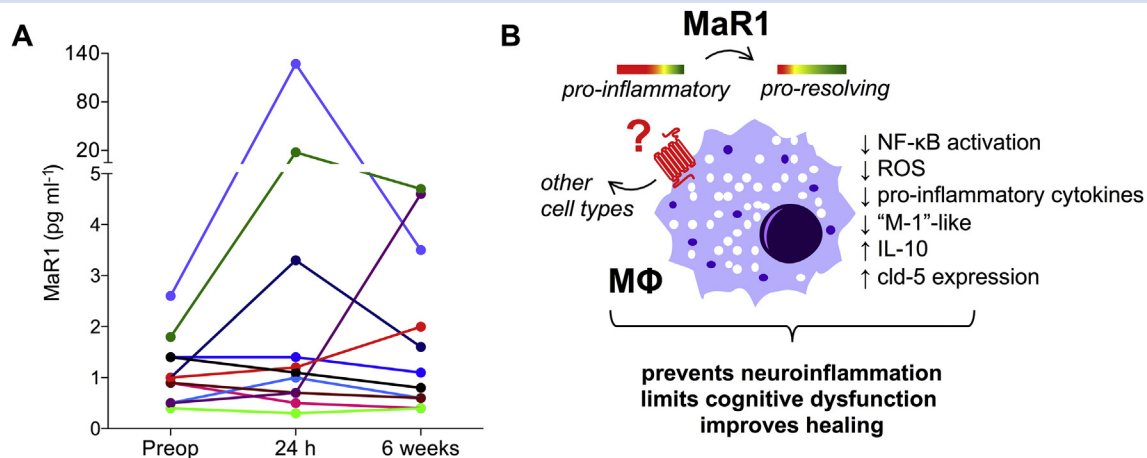 A
MaR1 (pg ml-1)
140
80
20
5
4
3
2
1
0
Preop
24 h
6 weeks
B
MaR1
pro-inflammatory
pro-resolving
?
other
cell types
MΦ
↓ NF-κB activation
↓ ROS
↓ pro-inflammatory cytokines
↓ “M-1”-like
↑ IL-10
↑ cld-5 expression
prevents neuroinflammation
limits cognitive dysfunction
improves healing